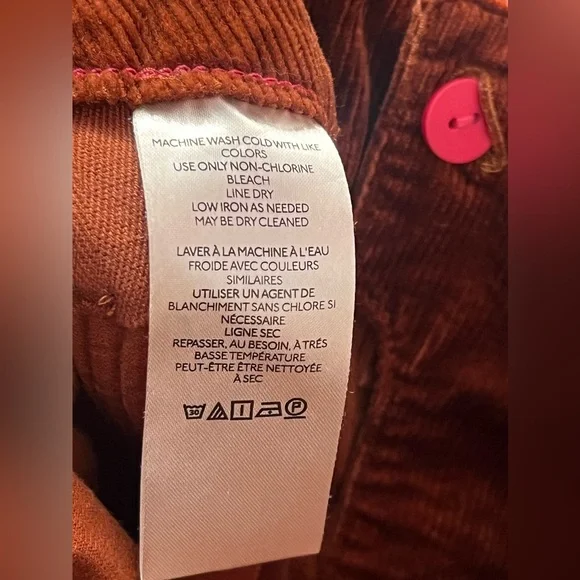 MACHINE WASH COLD WITH LIKE
COLORS
USE ONLY NON-CHLORINE
BLEACH
LINE DRY
LOW IRON AS NEEDED
MAY BE DRY CLEANED
LAVER À LA MACHINE À L'EAU
FROIDE AVEC COULEURS
SIMILAIRES
UTILISER UN AGENT DE
BLANCHIMENT SANS CHLORE SI
NÉCESSAIRE
LIGNE SEC
REPASSER, AU BESOIN, À TRÉS
BASSE TEMPÉRATURE
PEUT-ÊTRE ÊTRE NETTOYÉE
À SEC
30 P